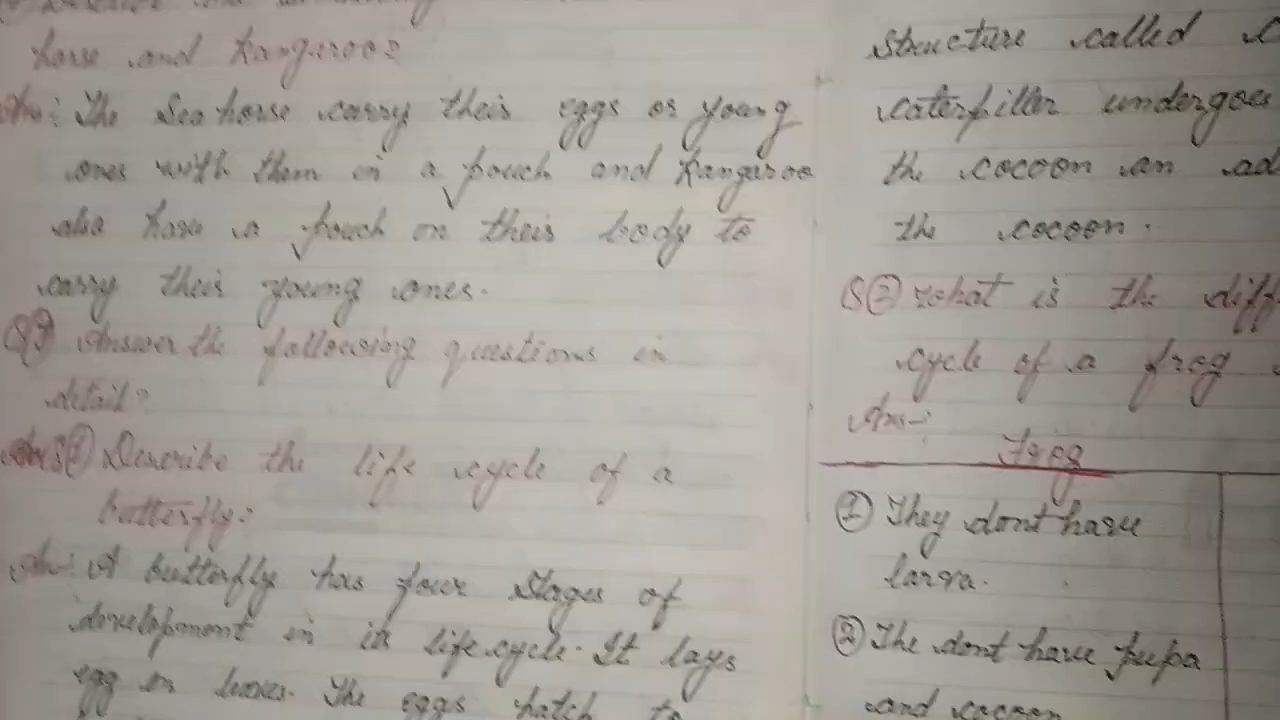 horse and Kangaroo?
Ans: The Sea horse carry their eggs or young
ones with them in a pouch and Kangaroo
also have a pouch on their body to
carry their young ones.
Answer the following questions in
detail?
Describe the life cycle of a
butterfly?
Ans: A butterfly has four stages of
development in it life cycle. It lays
egg on leaves. The eggs hatch to
structure called
caterpiller undergoes
the cocoon an ad
the cocoon.
② What is the diff
cycle of a frog
Ans:-
Frog
① They dont have
larva.
② The dont have pupa
and cocoon